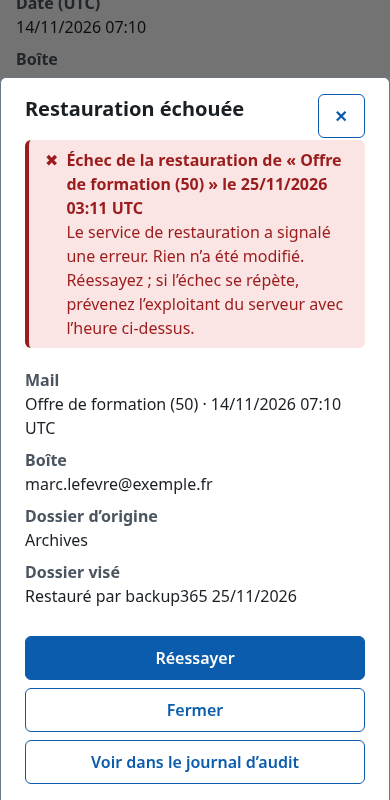 Date (UTC)
14/11/2026 07:10
Boîte
Restauration échouée
×
✖ Échec de la restauration de « Offre
de formation (50) » le 25/11/2026
03:11 UTC
Le service de restauration a signalé
une erreur. Rien n’a été modifié.
Réessayez ; si l’échec se répète,
prévenez l’exploitant du serveur avec
l’heure ci-dessus.
Mail
Offre de formation (50) · 14/11/2026 07:10
UTC
Boîte
marc.lefevre@exemple.fr
Dossier d’origine
Archives
Dossier visé
Restauré par backup365 25/11/2026
Réessayer
Fermer
Voir dans le journal d’audit